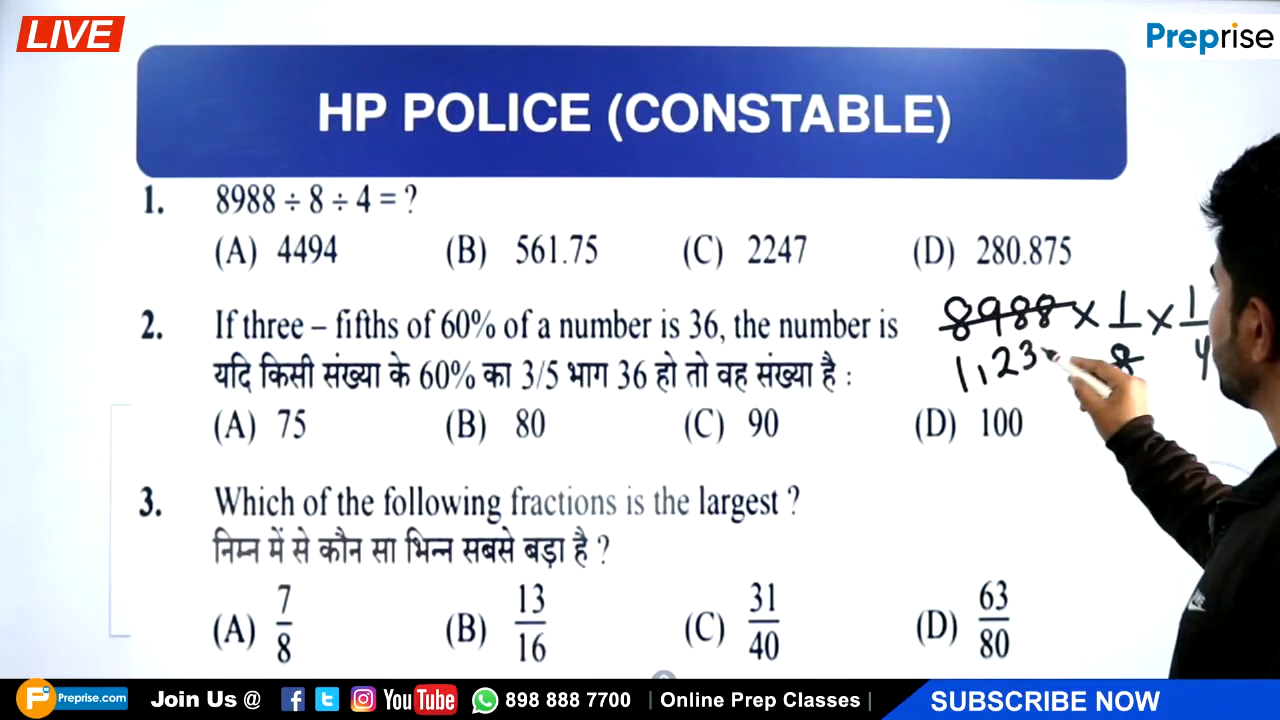 LIVE
Preprise
HP POLICE (CONSTABLE)
1. 8988 ÷ 8 ÷ 4 = ?
(A) 4494 (B) 561.75 (C) 2247 (D) 280.875
2. If three – fifths of 60% of a number is 36, the number is
यदि किसी संख्या के 60% का 3/5 भाग 36 हो तो वह संख्या है :
(A) 75 (B) 80 (C) 90 (D) 100
8988 × 1/8 × 1/4
1,123
3. Which of the following fractions is the largest ?
निम्न में से कौन सा भिन्न सबसे बड़ा है ?
(A) 7/8 (B) 13/16 (C) 31/40 (D) 63/80
Preprise.com Join Us @ YouTube 898 888 7700 | Online Prep Classes | SUBSCRIBE NOW